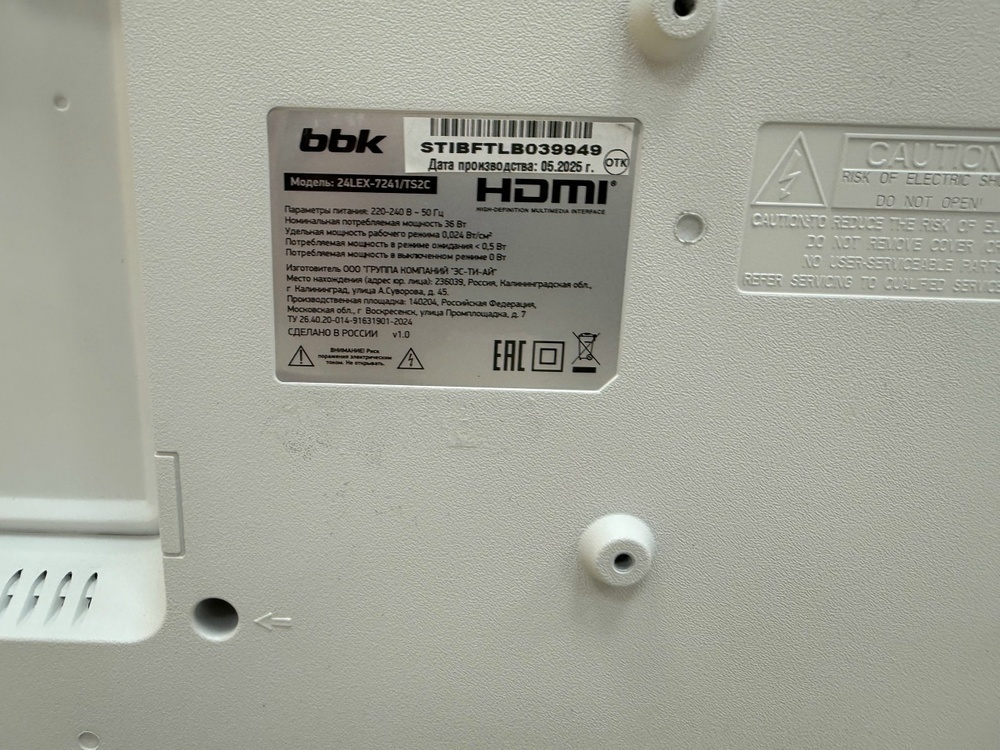 bbk
STIBFTLB039949
Дата производства: 05.2025 г.
ОТК
Модель: 24LEX-7241/TS2C
HDMI®
HIGH-DEFINITION MULTIMEDIA INTERFACE
Параметры питания: 220-240 В ~ 50 Гц
Номинальная потребляемая мощность 36 Вт
Удельная мощность рабочего режима 0,024 Вт/см²
Потребляемая мощность в режиме ожидания < 0,5 Вт
Потребляемая мощность в выключенном режиме 0 Вт
Изготовитель ООО "ГРУППА КОМПАНИЙ "ЭС-ТИ-АЙ"
Место нахождения (адрес юр. лица): 236039, Россия, Калининградская обл.,
г Калининград, улица А.Суворова, д. 45.
Производственная площадка: 140204, Российская Федерация,
Московская обл., г Воскресенск, улица Промплощадка, д. 7
ТУ 26.40.20-014-91631901-2024
СДЕЛАНО В РОССИИ v1.0
ВНИМАНИЕ! Риск
поражения электрическим
током. Не открывать.
EAC
CAUTION
RISK OF ELECTRIC SH
DO NOT OPEN!
CAUTION:TO REDUCE THE RISK OF EL
DO NOT REMOVE COVER (O
NO USER-SERVICEABLE PARTS
REFER SERVICING TO QUALIFIED SERVICE